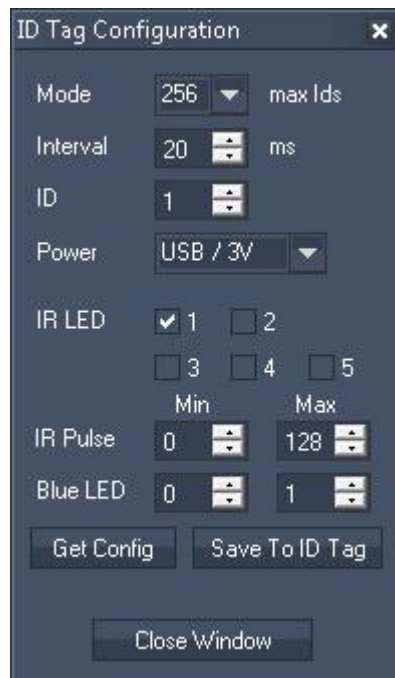 ID Tag Configuration
Mode 256 max Ids
Interval 20 ms
ID 1
Power USB / 3V
IR LED 1 2
3 4 5
Min Max
IR Pulse 0 128
Blue LED 0 1
Get Config Save To ID Tag
Close Window